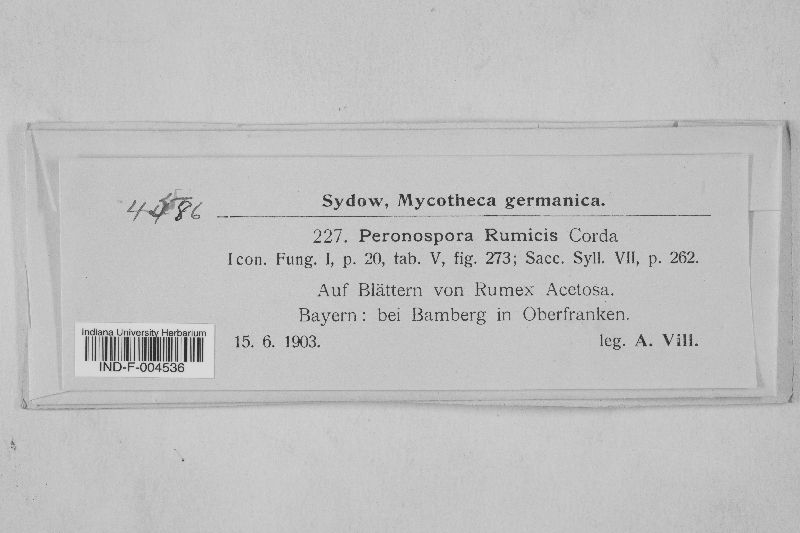 Sydow, Mycotheca germanica.
227. Peronospora Rumicis Corda
Icon. Fung. I, p. 20, tab. V, fig. 273; Sacc. Syll. VII, p. 262.
Auf Blättern von Rumex Acetosa.
Bayern: bei Bamberg in Oberfranken.
15. 6. 1903. leg. A. Vill.
Indiana University Herbarium
IND-F-004536